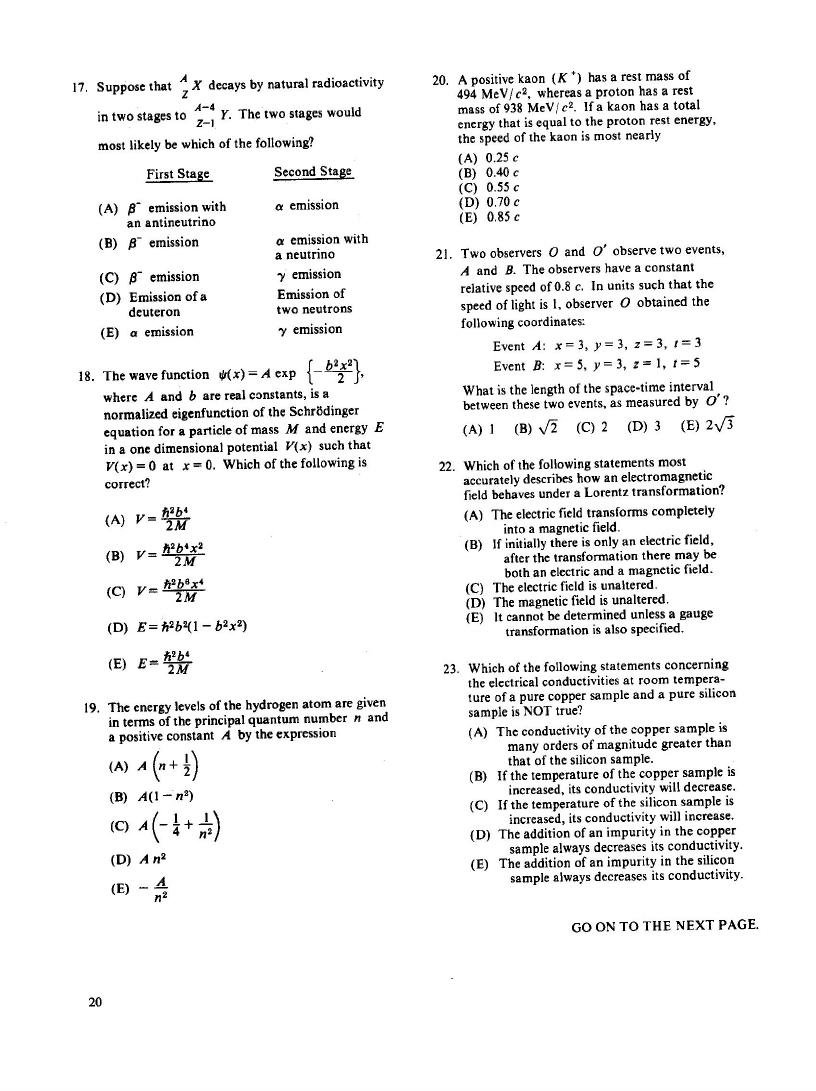 17. Suppose that ᴬ_Z X decays by natural radioactivity
in two stages to ᴬ⁻⁴_Z−1 Y. The two stages would
most likely be which of the following?
First Stage Second Stage
(A) β⁻ emission with α emission
an antineutrino
(B) β⁻ emission α emission with
a neutrino
(C) β⁻ emission γ emission
(D) Emission of a Emission of
deuteron two neutrons
(E) α emission γ emission
18. The wave function ψ(x) = A exp {−b²x²/2},
where A and b are real constants, is a
normalized eigenfunction of the Schrödinger
equation for a particle of mass M and energy E
in a one dimensional potential V(x) such that
V(x) = 0 at x = 0. Which of the following is
correct?
(A) V = ħ²b⁴/2M
(B) V = ħ²b⁴x²/2M
(C) V = ħ²b⁶x⁴/2M
(D) E = ħ²b²(1 − b²x²)
(E) E = ħ²b⁴/2M
19. The energy levels of the hydrogen atom are given
in terms of the principal quantum number n and
a positive constant A by the expression
(A) A(n + 1/2)
(B) A(1 − n²)
(C) A(−1/4 + 1/n²)
(D) A n²
(E) − A/n²
20. A positive kaon (K⁺) has a rest mass of
494 MeV/c², whereas a proton has a rest
mass of 938 MeV/c². If a kaon has a total
energy that is equal to the proton rest energy,
the speed of the kaon is most nearly
(A) 0.25 c
(B) 0.40 c
(C) 0.55 c
(D) 0.70 c
(E) 0.85 c
21. Two observers O and O′ observe two events,
A and B. The observers have a constant
relative speed of 0.8 c. In units such that the
speed of light is 1, observer O obtained the
following coordinates:
Event A: x = 3, y = 3, z = 3, t = 3
Event B: x = 5, y = 3, z = 1, t = 5
What is the length of the space-time interval
between these two events, as measured by O′?
(A) 1 (B) √2 (C) 2 (D) 3 (E) 2√3
22. Which of the following statements most
accurately describes how an electromagnetic
field behaves under a Lorentz transformation?
(A) The electric field transforms completely
into a magnetic field.
(B) If initially there is only an electric field,
after the transformation there may be
both an electric and a magnetic field.
(C) The electric field is unaltered.
(D) The magnetic field is unaltered.
(E) It cannot be determined unless a gauge
transformation is also specified.
23. Which of the following statements concerning
the electrical conductivities at room tempera-
ture of a pure copper sample and a pure silicon
sample is NOT true?
(A) The conductivity of the copper sample is
many orders of magnitude greater than
that of the silicon sample.
(B) If the temperature of the copper sample is
increased, its conductivity will decrease.
(C) If the temperature of the silicon sample is
increased, its conductivity will increase.
(D) The addition of an impurity in the copper
sample always decreases its conductivity.
(E) The addition of an impurity in the silicon
sample always decreases its conductivity.
GO ON TO THE NEXT PAGE.
20